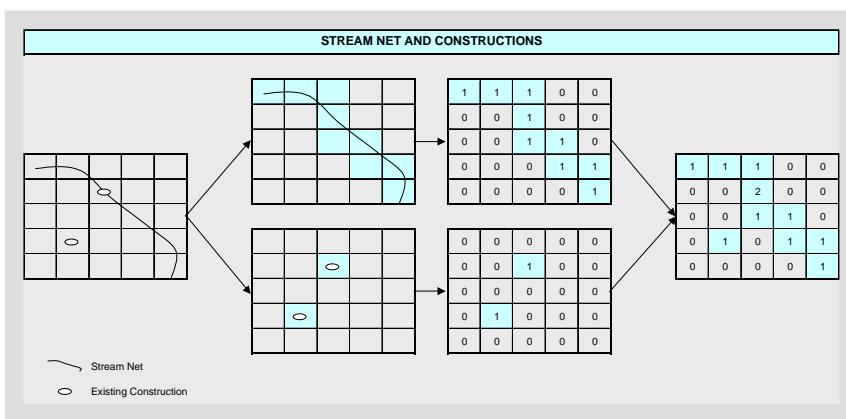 STREAM NET AND CONSTRUCTIONS
1 1 1 0 0
0 0 1 0 0
0 0 1 1 0
0 0 0 1 1
0 0 0 0 1
1 1 1 0 0
0 0 2 0 0
0 0 1 1 0
0 1 0 1 1
0 0 0 0 1
0 0 0 0 0
0 0 1 0 0
0 0 0 0 0
0 1 0 0 0
0 0 0 0 0
Stream Net
Existing Construction